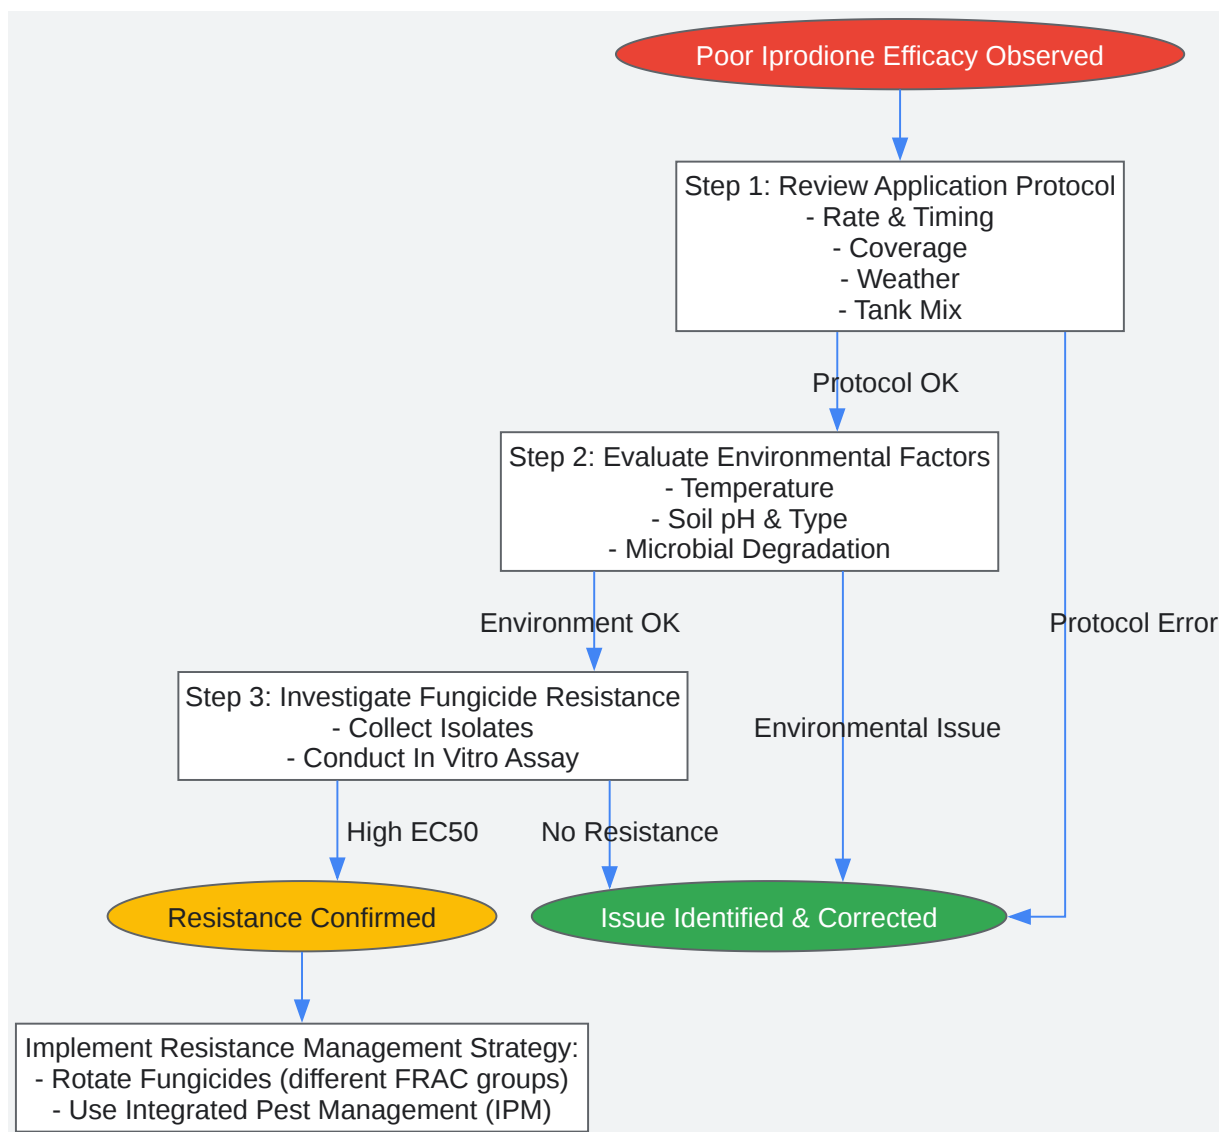 Poor Iprodione Efficacy Observed
Step 1: Review Application Protocol
- Rate & Timing
- Coverage
- Weather
- Tank Mix
Protocol OK
Step 2: Evaluate Environmental Factors
- Temperature
- Soil pH & Type
- Microbial Degradation
Environment OK
Protocol Error
Step 3: Investigate Fungicide Resistance
- Collect Isolates
- Conduct In Vitro Assay
Environmental Issue
High EC50
No Resistance
Resistance Confirmed
Issue Identified & Corrected
Implement Resistance Management Strategy:
- Rotate Fungicides (different FRAC groups)
- Use Integrated Pest Management (IPM)